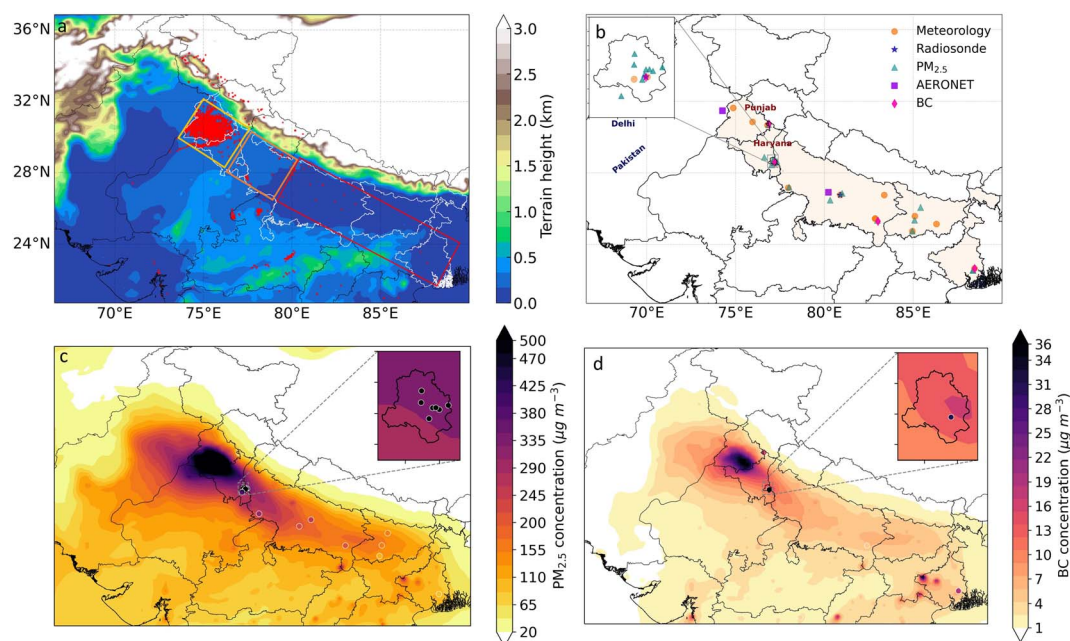 a
36°N
32°N
28°N
24°N
70°E 75°E 80°E 85°E
3.0
2.5
2.0
1.5
1.0
0.5
0.0
Terrain height (km)
b
Meteorology
Radiosonde
PM2.5
AERONET
BC
Punjab
Delhi
Haryana
Pakistan
70°E 75°E 80°E 85°E
c
500
470
425
380
335
290
245
200
155
110
65
20
PM2.5 concentration (µg m−3)
d
36
34
31
28
25
22
19
16
13
10
7
4
1
BC concentration (µg m−3)